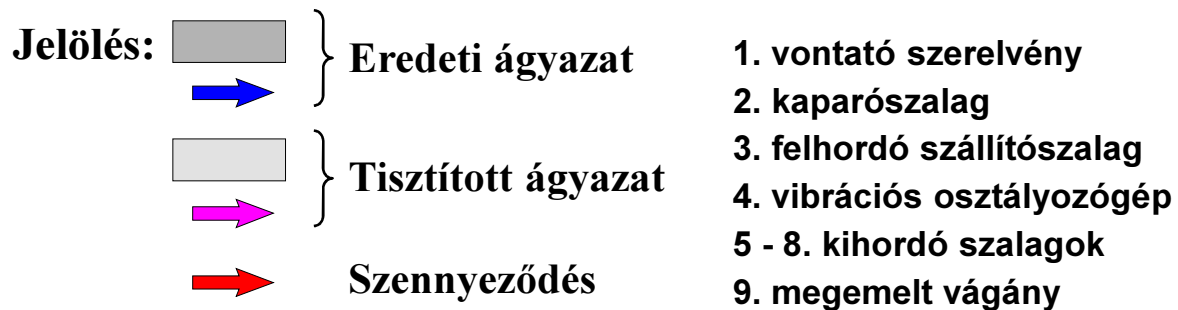 Jelölés:
Eredeti ágyazat
Tisztított ágyazat
Szennyeződés
1. vontató szerelvény
2. kaparószalag
3. felhordó szállítószalag
4. vibrációs osztályozógép
5 - 8. kihordó szalagok
9. megemelt vágány